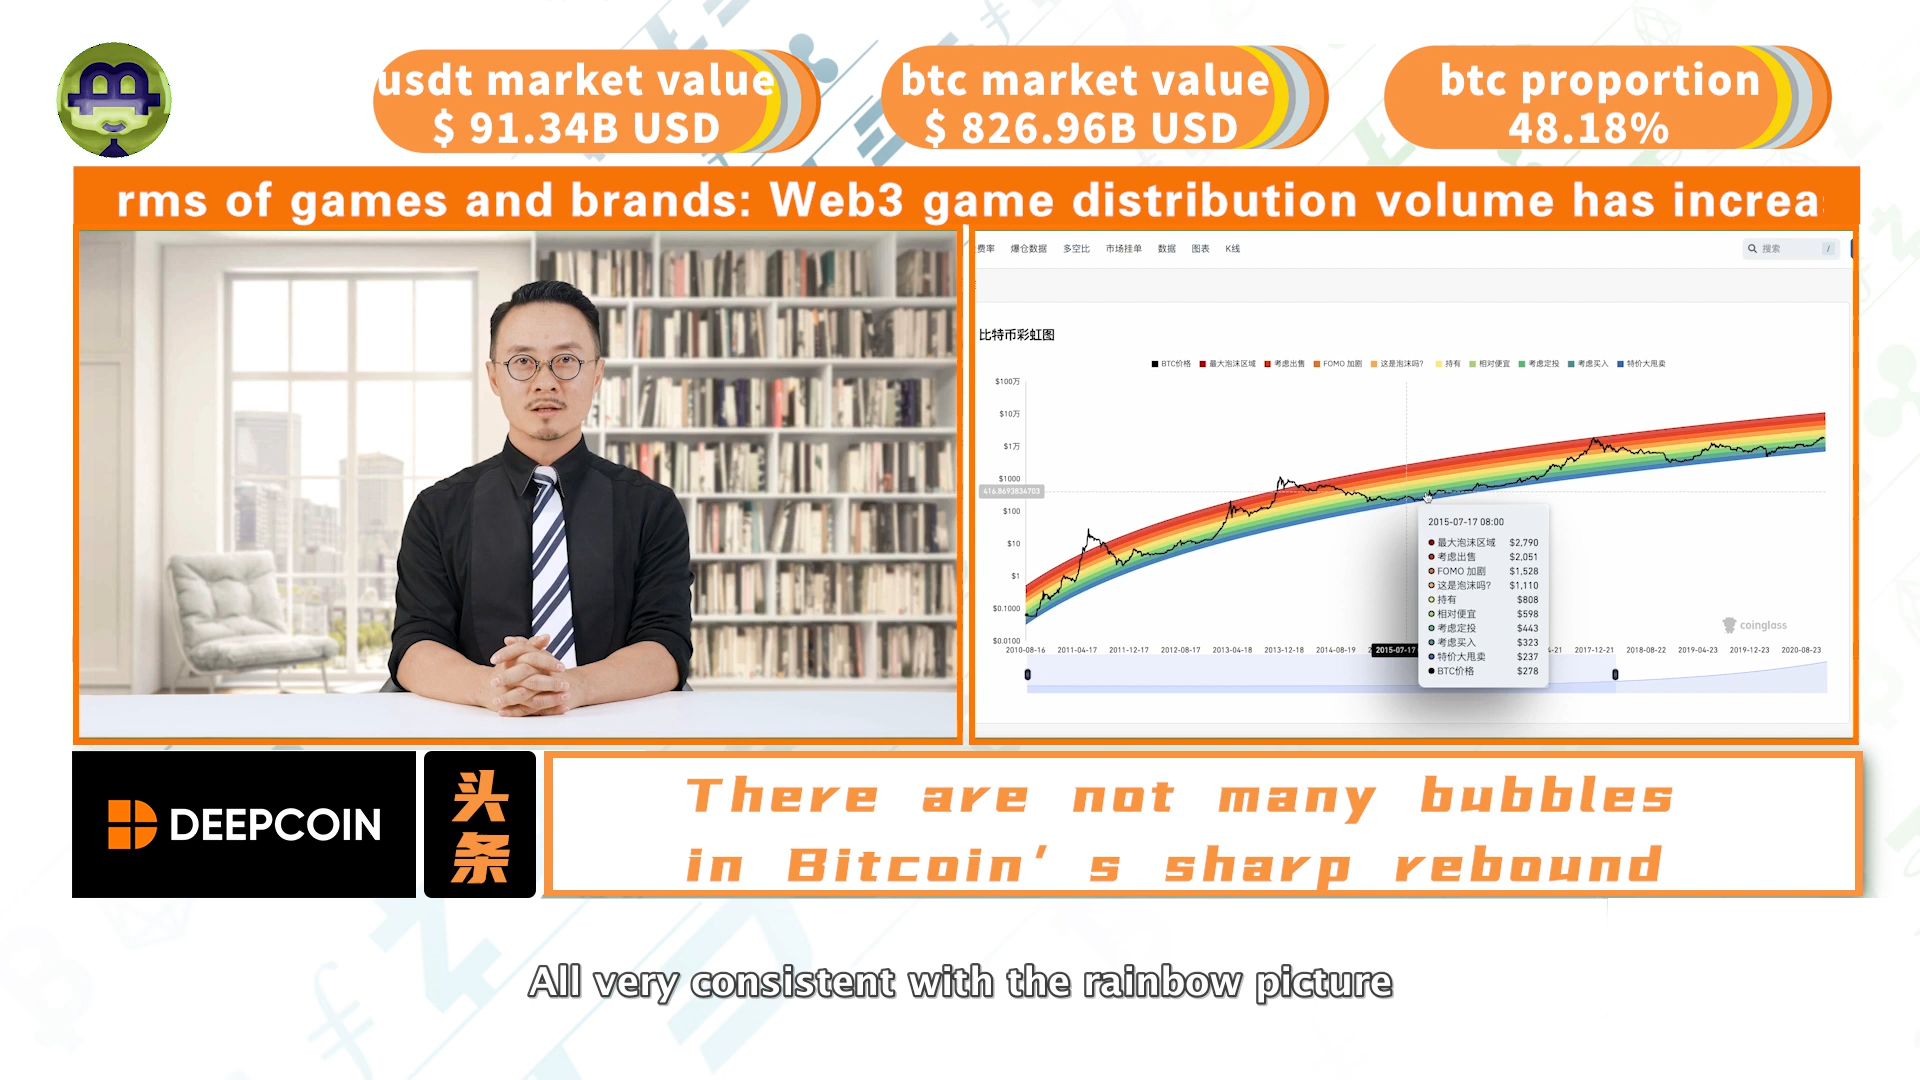 usdt market value
$ 91.34B USD
btc market value
$ 826.96B USD
btc proportion
48.18%
rms of games and brands: Web3 game distribution volume has increa
费率 爆仓数据 多空比 市场挂单 数据 图表 K线
搜索 /
比特币彩虹图
BTC价格 最大泡沫区域 考虑出售 FOMO 加剧 这是泡沫吗? 持有 相对便宜 考虑定投 考虑买入 特价大甩卖
$100万
$10万
$1万
$1000
416.8693834703
$100
$10
$1
$0.1000
$0.0100
2015-07-17 08:00
最大泡沫区域 $2,790
考虑出售 $2,051
FOMO 加剧 $1,528
这是泡沫吗? $1,110
持有 $808
相对便宜 $598
考虑定投 $443
考虑买入 $323
特价大甩卖 $237
BTC价格 $278
coinglass
2010-08-16 2011-04-17 2011-12-17 2012-08-17 2013-04-18 2013-12-18 2014-08-19 2015-07-17 2017-12-21 2018-08-22 2019-04-23 2019-12-23 2020-08-23
DEEPCOIN
头
条
There are not many bubbles
in Bitcoin's sharp rebound
All very consistent with the rainbow picture